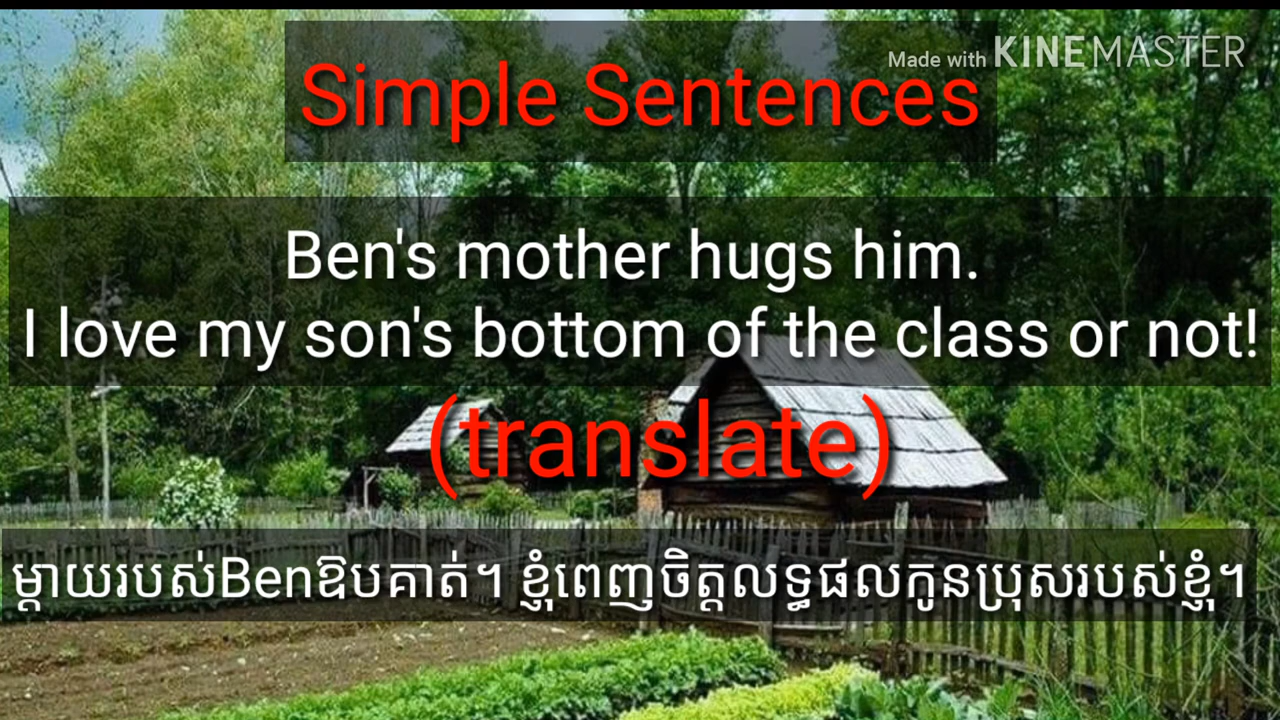 Made with KINEMASTER
Simple Sentences
Ben's mother hugs him.
I love my son's bottom of the class or not!
(translate)
ម្ដាយរបស់Benឱបគាត់។ ខ្ញុំពេញចិត្តលទ្ធផលកូនប្រុសរបស់ខ្ញុំ។